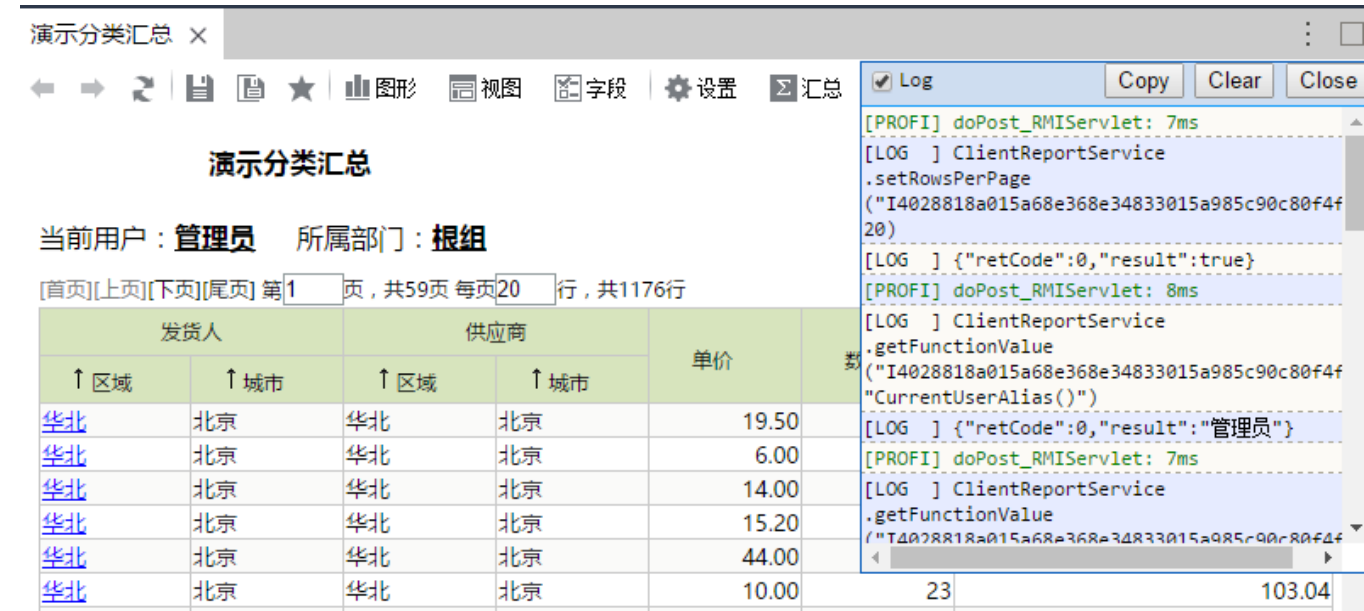 演示分类汇总 ×
图形 视图 字段 设置 汇总
演示分类汇总
当前用户：管理员 所属部门：根组
[首页][上页][下页][尾页] 第1 页，共59页 每页20 行，共1176行
发货人 供应商 单价 数
↑区域 ↑城市 ↑区域 ↑城市
华北 北京 华北 北京 19.50
华北 北京 华北 北京 6.00
华北 北京 华北 北京 14.00
华北 北京 华北 北京 15.20
华北 北京 华北 北京 44.00
华北 北京 华北 北京 10.00 23 103.04
Log Copy Clear Close
[PROFI] doPost_RMIServlet: 7ms
[LOG ] ClientReportService
.setRowsPerPage
("I4028818a015a68e368e34833015a985c90c80f4f
20)
[LOG ] {"retCode":0,"result":true}
[PROFI] doPost_RMIServlet: 8ms
[LOG ] ClientReportService
.getFunctionValue
("I4028818a015a68e368e34833015a985c90c80f4f
"CurrentUserAlias()")
[LOG ] {"retCode":0,"result":"管理员"}
[PROFI] doPost_RMIServlet: 7ms
[LOG ] ClientReportService
.getFunctionValue
("I4028818a015a68e368e34833015a985c90c80f4f